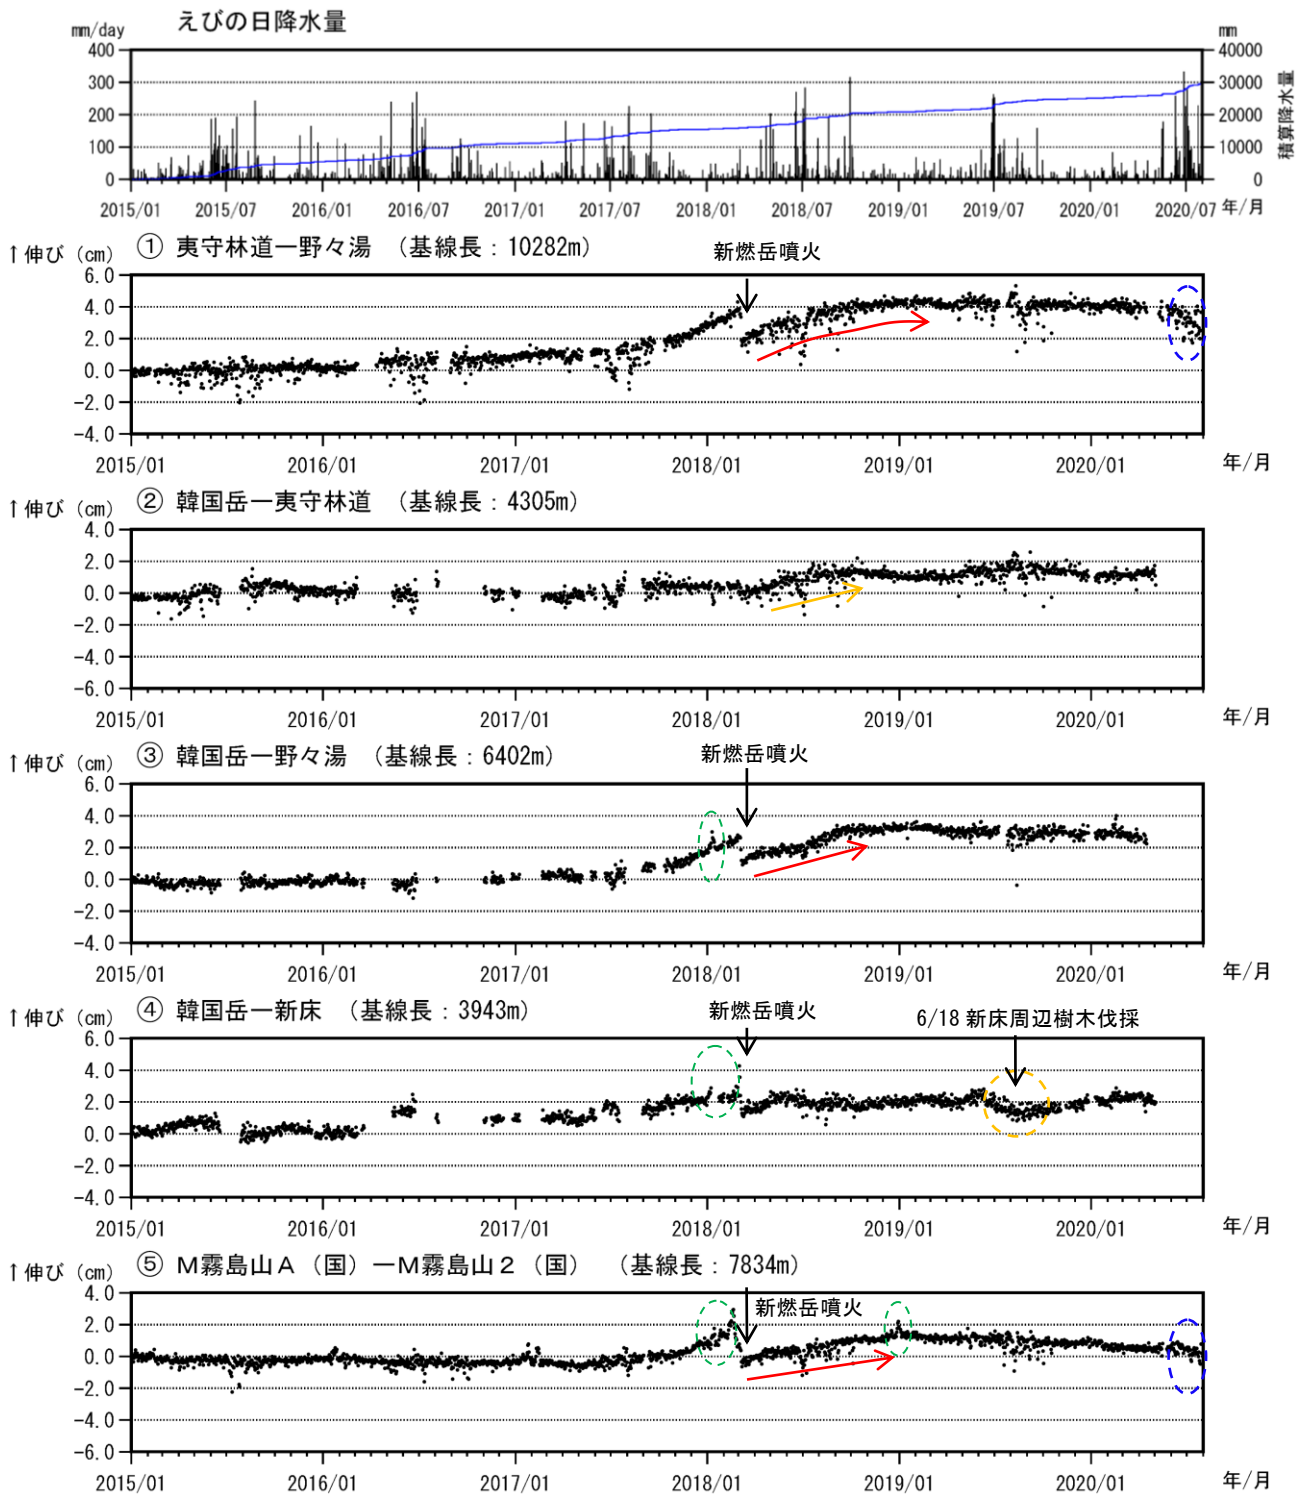 えびの日降水量
mm/day
mm
400
300
200
100
0
40000
30000
20000
10000
0
積算降水量
2015/01 2015/07 2016/01 2016/07 2017/01 2017/07 2018/01 2018/07 2019/01 2019/07 2020/01 2020/07 年/月
↑伸び（cm） ① 夷守林道－野々湯 （基線長：10282m）
新燃岳噴火
6.0
4.0
2.0
0.0
-2.0
-4.0
2015/01 2016/01 2017/01 2018/01 2019/01 2020/01 年/月
↑伸び（cm） ② 韓国岳－夷守林道 （基線長：4305m）
4.0
2.0
0.0
-2.0
-4.0
-6.0
2015/01 2016/01 2017/01 2018/01 2019/01 2020/01 年/月
↑伸び（cm） ③ 韓国岳－野々湯 （基線長：6402m）
新燃岳噴火
6.0
4.0
2.0
0.0
-2.0
-4.0
2015/01 2016/01 2017/01 2018/01 2019/01 2020/01 年/月
↑伸び（cm） ④ 韓国岳－新床 （基線長：3943m）
新燃岳噴火
6/18 新床周辺樹木伐採
6.0
4.0
2.0
0.0
-2.0
-4.0
2015/01 2016/01 2017/01 2018/01 2019/01 2020/01 年/月
↑伸び（cm） ⑤ Ｍ霧島山Ａ（国）－Ｍ霧島山２（国） （基線長：7834m）
新燃岳噴火
4.0
2.0
0.0
-2.0
-4.0
-6.0
2015/01 2016/01 2017/01 2018/01 2019/01 2020/01 年/月